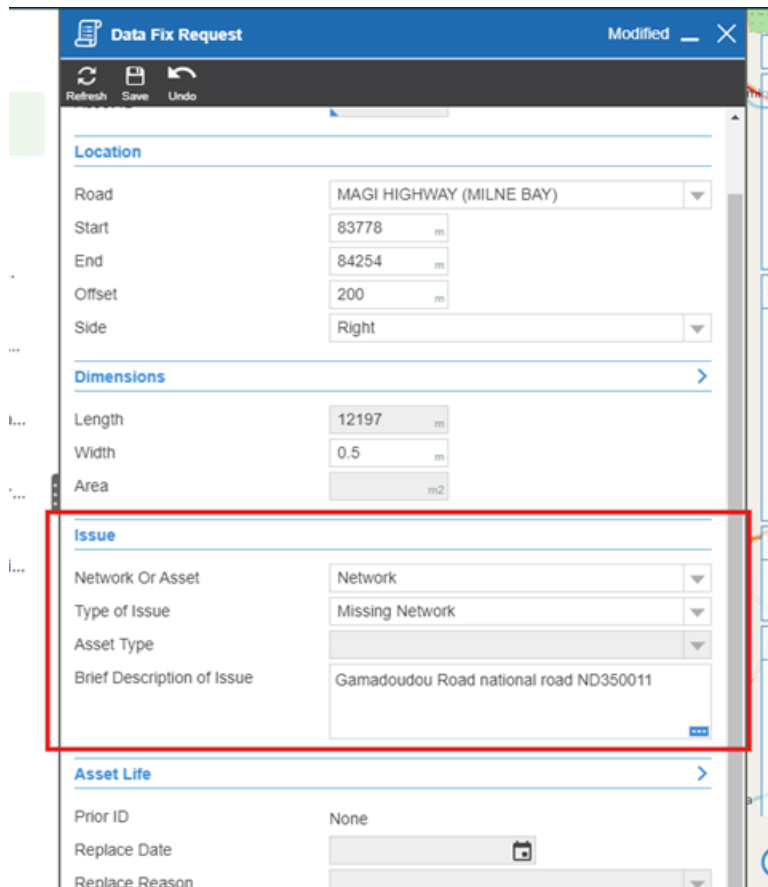 Data Fix Request Modified
Refresh Save Undo
Location
Road MAGI HIGHWAY (MILNE BAY)
Start 83778 m
End 84254 m
Offset 200 m
Side Right
Dimensions
Length 12197 m
Width 0.5 m
Area m2
Issue
Network Or Asset Network
Type of Issue Missing Network
Asset Type
Brief Description of Issue Gamadoudou Road national road ND350011
Asset Life
Prior ID None
Replace Date
Replace Reason